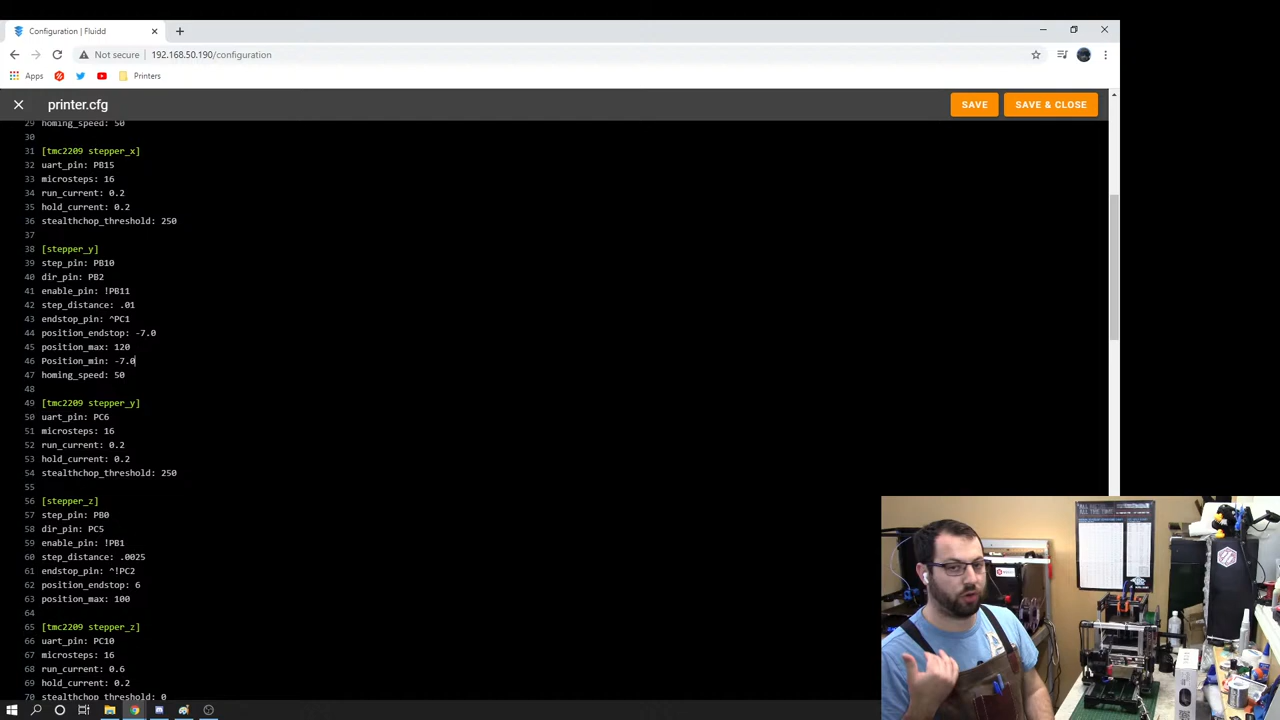 Configuration | Fluidd
Not secure
192.168.50.190/configuration
Apps
Printers
printer.cfg
SAVE
SAVE & CLOSE
29 homing_speed: 50
30
31 [tmc2209 stepper_x]
32 uart_pin: PB15
33 microsteps: 16
34 run_current: 0.2
35 hold_current: 0.2
36 stealthchop_threshold: 250
37
38 [stepper_y]
39 step_pin: PB10
40 dir_pin: PB2
41 enable_pin: !PB11
42 step_distance: .01
43 endstop_pin: ^PC1
44 position_endstop: -7.0
45 position_max: 120
46 Position_min: -7.0
47 homing_speed: 50
48
49 [tmc2209 stepper_y]
50 uart_pin: PC6
51 microsteps: 16
52 run_current: 0.2
53 hold_current: 0.2
54 stealthchop_threshold: 250
55
56 [stepper_z]
57 step_pin: PB0
58 dir_pin: PC5
59 enable_pin: !PB1
60 step_distance: .0025
61 endstop_pin: ^!PC2
62 position_endstop: 6
63 position_max: 100
64
65 [tmc2209 stepper_z]
66 uart_pin: PC10
67 microsteps: 16
68 run_current: 0.6
69 hold_current: 0.2
70 stealthchop_threshold: 0